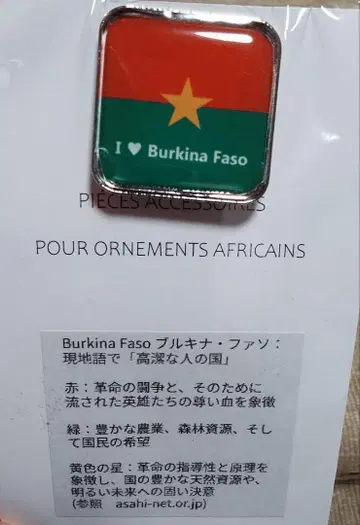 I ♥ Burkina Faso
PIECES ACCESSOIRES
POUR ORNEMENTS AFRICAINS
Burkina Faso ブルキナ・ファソ：
現地語で「高潔な人の国」
赤：革命の闘争と、そのために
流された英雄たちの尊い血を象徴
緑：豊かな農業、森林資源、そし
て国民の希望
黄色の星：革命の指導性と原理を
象徴し、国の豊かな天然資源や、
明るい未来への固い決意
(参照　asahi-net.or.jp)